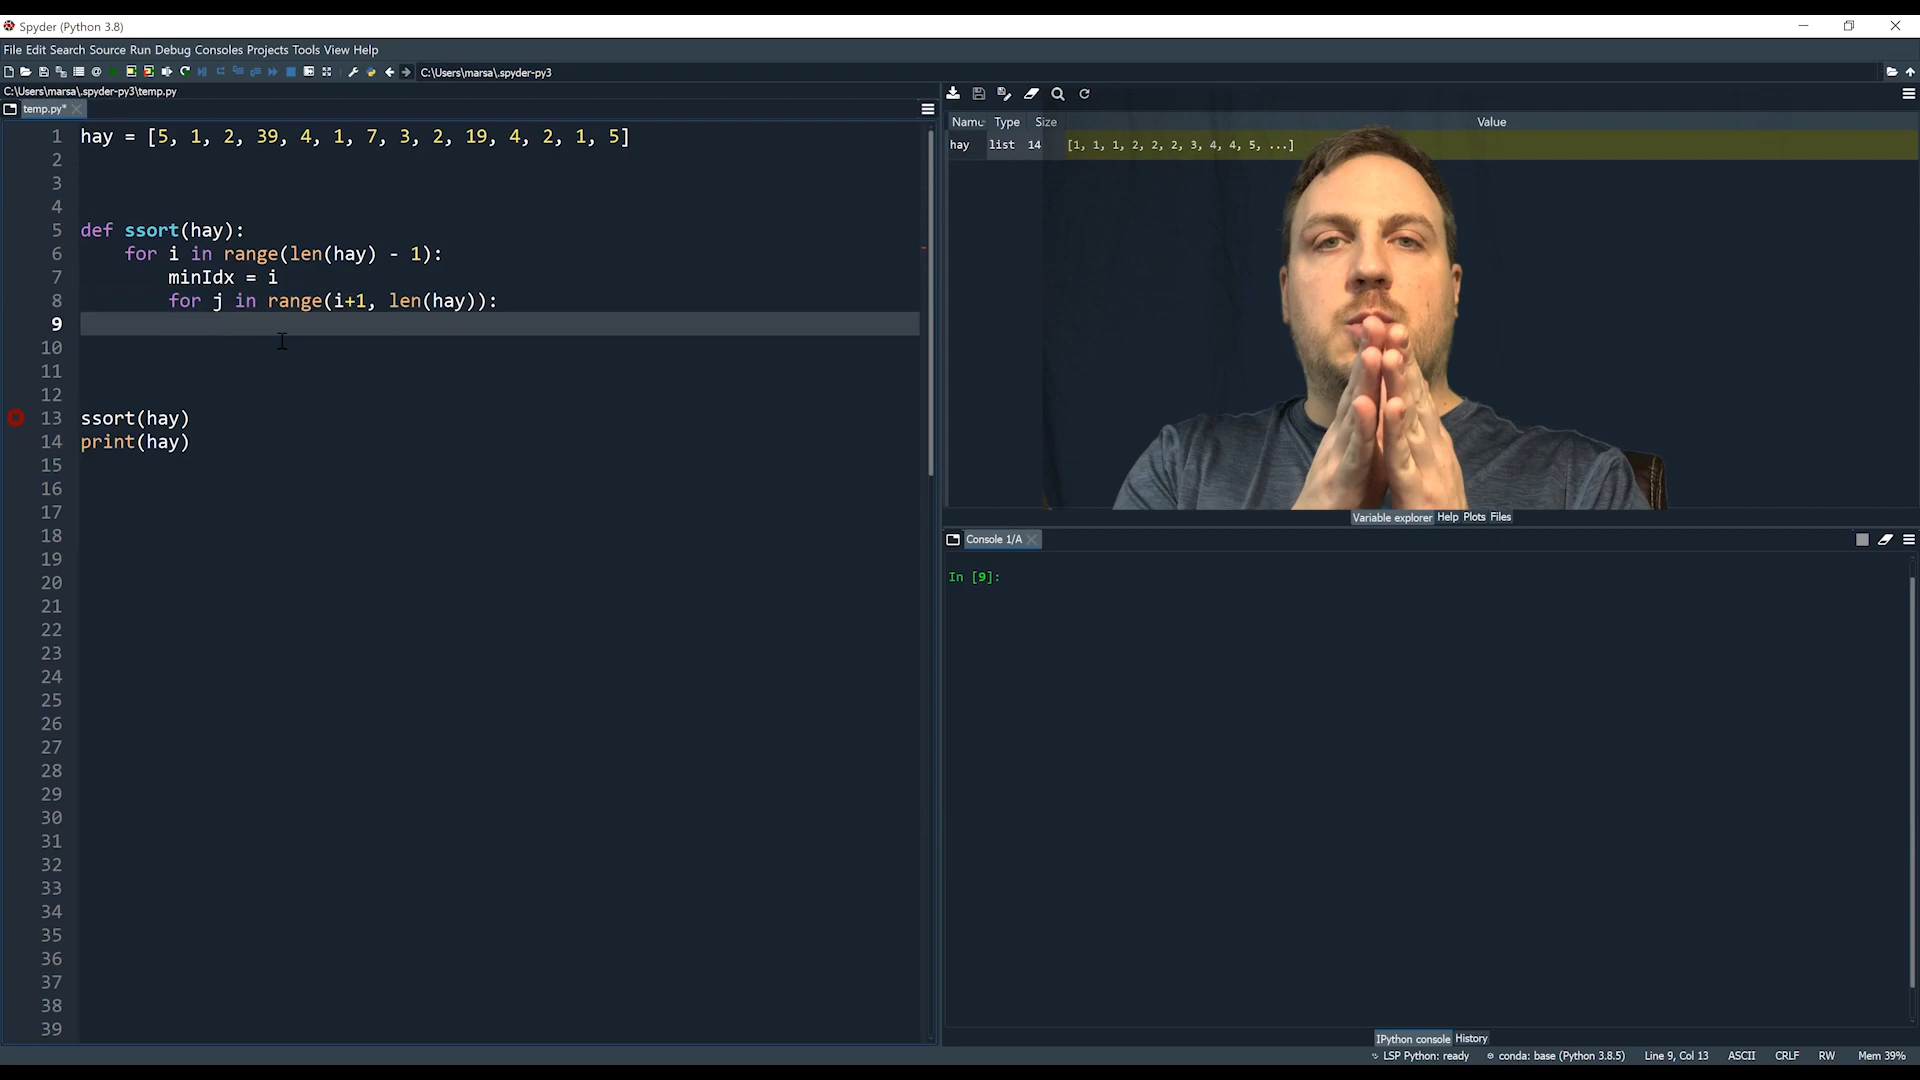 Spyder (Python 3.8)
File Edit Search Source Run Debug Consoles Projects Tools View Help
C:\Users\marsa\.spyder-py3
C:\Users\marsa\.spyder-py3\temp.py
temp.py*
1 hay = [5, 1, 2, 39, 4, 1, 7, 3, 2, 19, 4, 2, 1, 5]
2
3
4
5 def ssort(hay):
6 for i in range(len(hay) - 1):
7 minIdx = i
8 for j in range(i+1, len(hay)):
9
10
11
12
13 ssort(hay)
14 print(hay)
15
16
17
18
19
20
21
22
23
24
25
26
27
28
29
30
31
32
33
34
35
36
37
38
39
Name Type Size Value
hay list 14 [1, 1, 1, 2, 2, 2, 3, 4, 4, 5, ...]
Variable explorer Help Plots Files
Console 1/A
In [9]:
IPython console History
LSP Python: ready conda: base (Python 3.8.5) Line 9, Col 13 ASCII CRLF RW Mem 39%